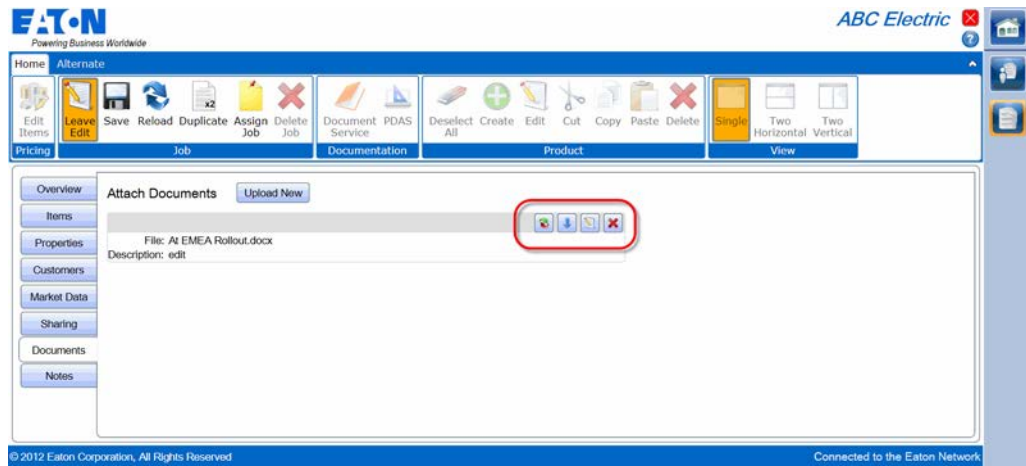 EATON
Powering Business Worldwide
ABC Electric
Home Alternate
Edit Items
Leave Edit
Save
Reload
x2
Duplicate
Assign Job
Delete Job
Document Service
PDAS
Deselect All
Create
Edit
Cut
Copy
Paste
Delete
Single
Two Horizontal
Two Vertical
Pricing
Job
Documentation
Product
View
Overview
Items
Properties
Customers
Market Data
Sharing
Documents
Notes
Attach Documents
Upload New
File: At EMEA Rollout.docx
Description: edit
© 2012 Eaton Corporation, All Rights Reserved
Connected to the Eaton Network